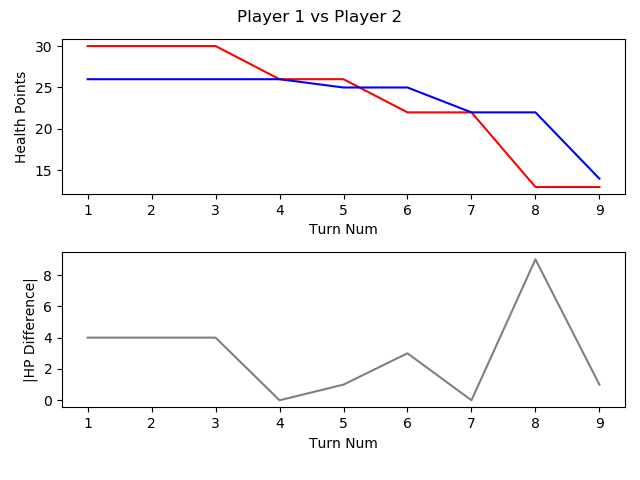 Player 1 vs Player 2
30
25
20
15
Health Points
1 2 3 4 5 6 7 8 9
Turn Num
8
6
4
2
0
|HP Difference|
1 2 3 4 5 6 7 8 9
Turn Num